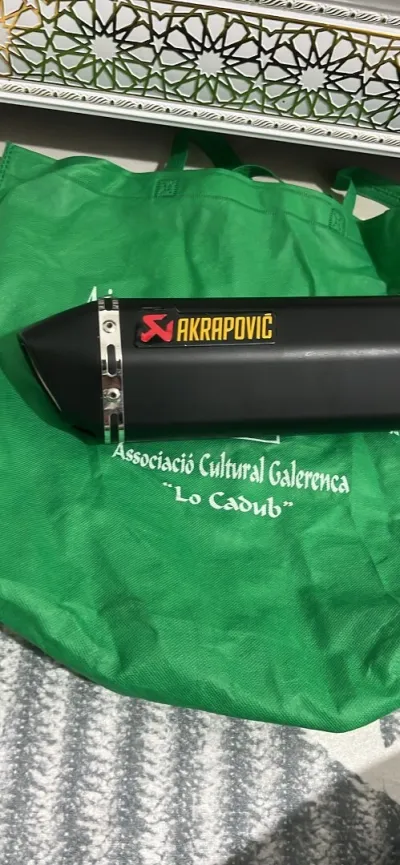 AKRAPOVIČ
Associació Cultural Galerenca
"Lo Cadub"